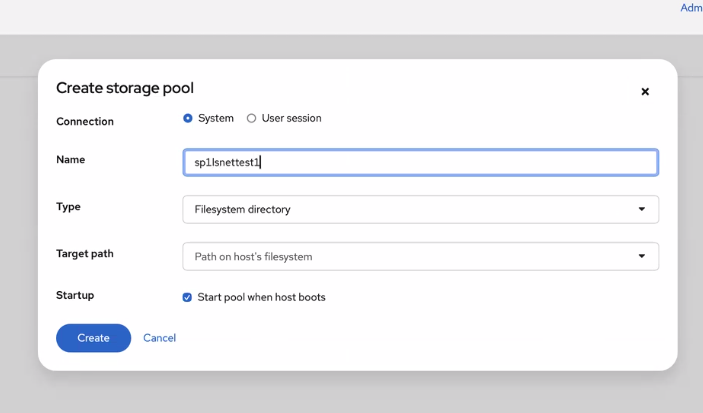 Adm
Create storage pool
Connection System User session
Name sp1lsnettest1
Type Filesystem directory
Target path Path on host's filesystem
Startup Start pool when host boots
Create Cancel